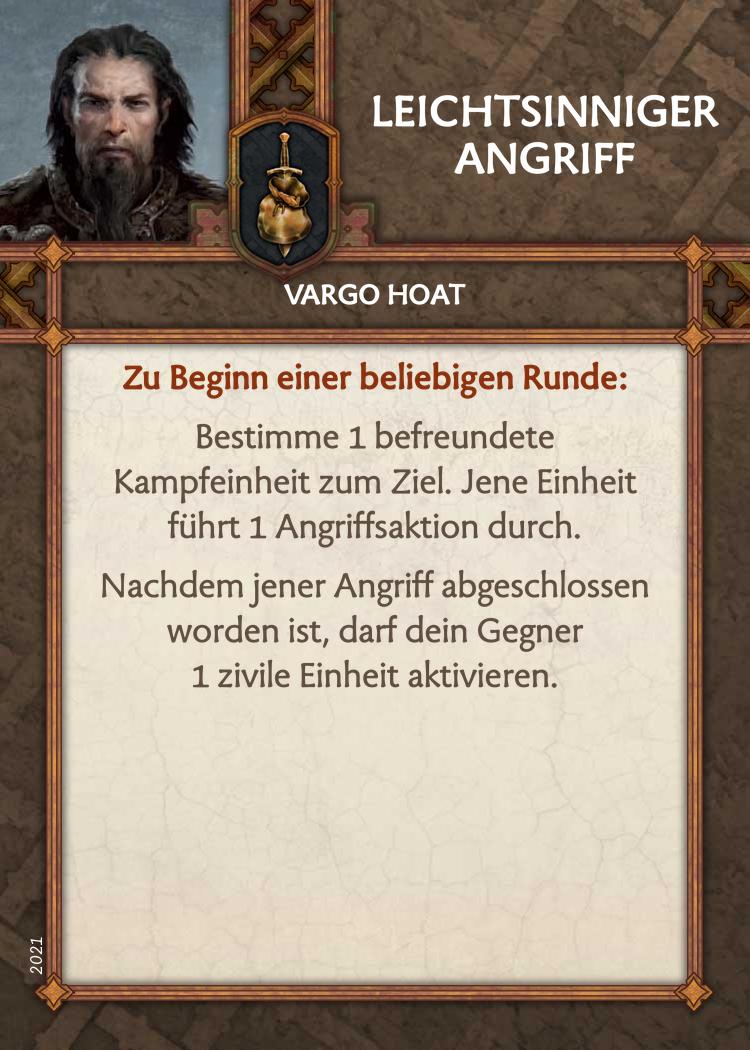 LEICHTSINNIGER
ANGRIFF
VARGO HOAT
Zu Beginn einer beliebigen Runde:
Bestimme 1 befreundete
Kampfeinheit zum Ziel. Jene Einheit
führt 1 Angriffsaktion durch.
Nachdem jener Angriff abgeschlossen
worden ist, darf dein Gegner
1 zivile Einheit aktivieren.
2021